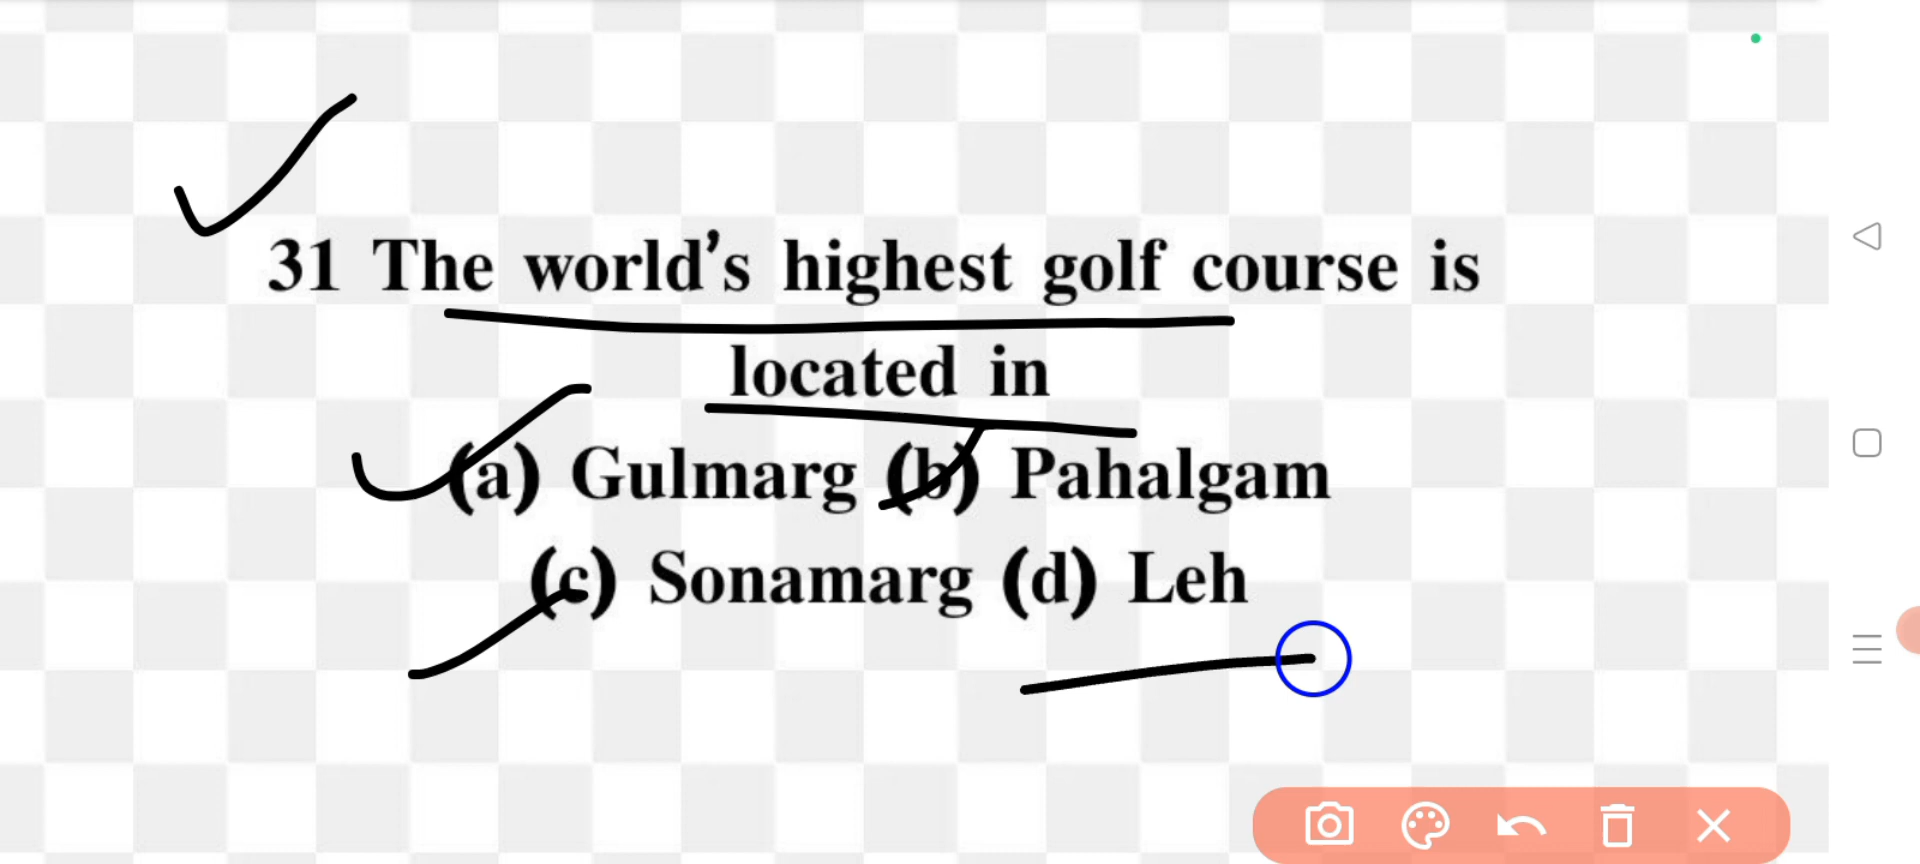 31 The world's highest golf course is
located in
(a) Gulmarg (b) Pahalgam
(c) Sonamarg (d) Leh